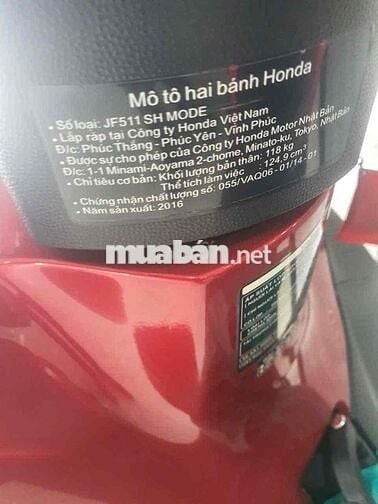 Mô tô hai bánh Honda
• Số loại: JF511 SH MODE
• Lắp ráp tại Công ty Honda Việt Nam
Đ/c: Phúc Thắng - Phúc Yên - Vĩnh Phúc
• Được sự cho phép của Công ty Honda Motor Nhật Bản
Đ/c: 1-1 Minami-Aoyama 2-chome, Minato-ku, Tokyo, Nhật Bản
• Chỉ tiêu cơ bản: Khối lượng bản thân: 118 kg
Thể tích làm việc : 124,9 cm³
• Chứng nhận chất lượng số: 055/VAQ06 - 01/14 - 01
• Năm sản xuất: 2016
muabán.net
ÁP SUẤT